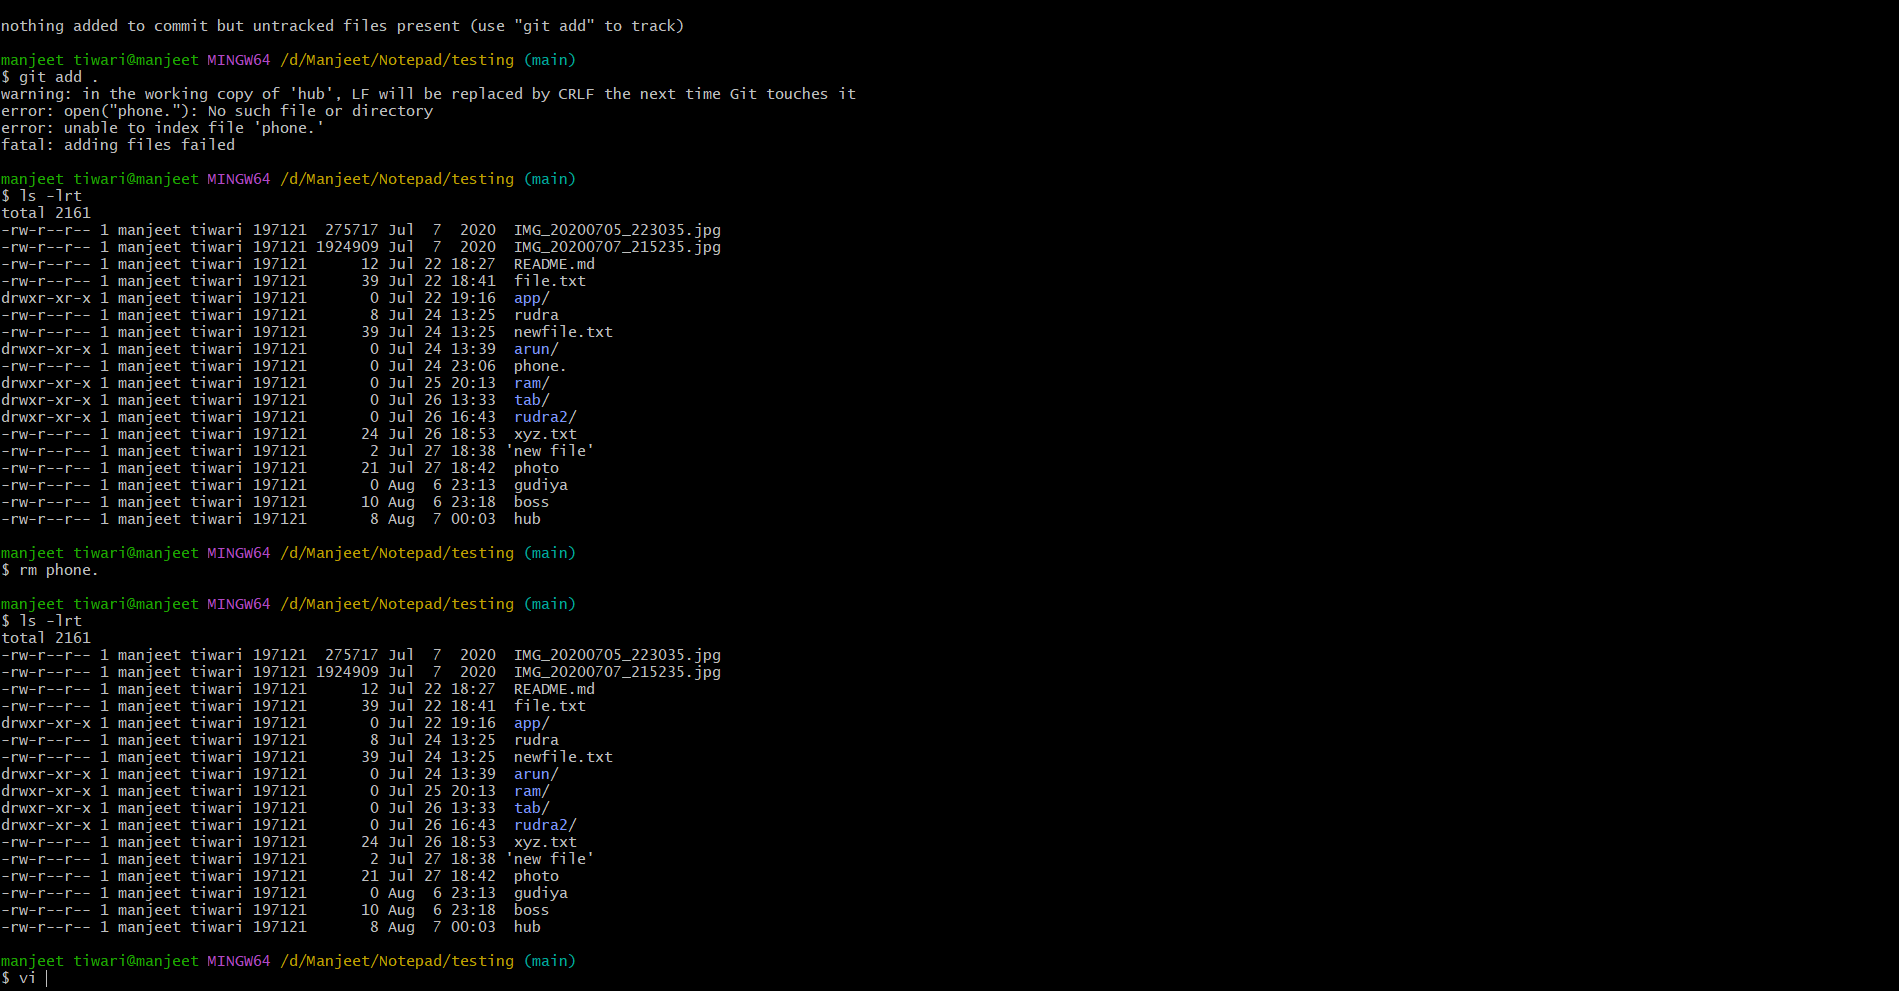 nothing added to commit but untracked files present (use "git add" to track)
manjeet tiwari@manjeet MINGW64 /d/Manjeet/Notepad/testing (main)
$ git add .
warning: in the working copy of 'hub', LF will be replaced by CRLF the next time Git touches it
error: open("phone."): No such file or directory
error: unable to index file 'phone.'
fatal: adding files failed
manjeet tiwari@manjeet MINGW64 /d/Manjeet/Notepad/testing (main)
$ ls -lrt
total 2161
-rw-r--r-- 1 manjeet tiwari 197121  275717 Jul  7  2020  IMG_20200705_223035.jpg
-rw-r--r-- 1 manjeet tiwari 197121 1924909 Jul  7  2020  IMG_20200707_215235.jpg
-rw-r--r-- 1 manjeet tiwari 197121      12 Jul 22 18:27  README.md
-rw-r--r-- 1 manjeet tiwari 197121      39 Jul 22 18:41  file.txt
drwxr-xr-x 1 manjeet tiwari 197121       0 Jul 22 19:16  app/
-rw-r--r-- 1 manjeet tiwari 197121       8 Jul 24 13:25  rudra
-rw-r--r-- 1 manjeet tiwari 197121      39 Jul 24 13:25  newfile.txt
drwxr-xr-x 1 manjeet tiwari 197121       0 Jul 24 13:39  arun/
-rw-r--r-- 1 manjeet tiwari 197121       0 Jul 24 23:06  phone.
drwxr-xr-x 1 manjeet tiwari 197121       0 Jul 25 20:13  ram/
drwxr-xr-x 1 manjeet tiwari 197121       0 Jul 26 13:33  tab/
drwxr-xr-x 1 manjeet tiwari 197121       0 Jul 26 16:43  rudra2/
-rw-r--r-- 1 manjeet tiwari 197121      24 Jul 26 18:53  xyz.txt
-rw-r--r-- 1 manjeet tiwari 197121       2 Jul 27 18:38 'new file'
-rw-r--r-- 1 manjeet tiwari 197121      21 Jul 27 18:42  photo
-rw-r--r-- 1 manjeet tiwari 197121       0 Aug  6 23:13  gudiya
-rw-r--r-- 1 manjeet tiwari 197121      10 Aug  6 23:18  boss
-rw-r--r-- 1 manjeet tiwari 197121       8 Aug  7 00:03  hub
manjeet tiwari@manjeet MINGW64 /d/Manjeet/Notepad/testing (main)
$ rm phone.
manjeet tiwari@manjeet MINGW64 /d/Manjeet/Notepad/testing (main)
$ ls -lrt
total 2161
-rw-r--r-- 1 manjeet tiwari 197121  275717 Jul  7  2020  IMG_20200705_223035.jpg
-rw-r--r-- 1 manjeet tiwari 197121 1924909 Jul  7  2020  IMG_20200707_215235.jpg
-rw-r--r-- 1 manjeet tiwari 197121      12 Jul 22 18:27  README.md
-rw-r--r-- 1 manjeet tiwari 197121      39 Jul 22 18:41  file.txt
drwxr-xr-x 1 manjeet tiwari 197121       0 Jul 22 19:16  app/
-rw-r--r-- 1 manjeet tiwari 197121       8 Jul 24 13:25  rudra
-rw-r--r-- 1 manjeet tiwari 197121      39 Jul 24 13:25  newfile.txt
drwxr-xr-x 1 manjeet tiwari 197121       0 Jul 24 13:39  arun/
drwxr-xr-x 1 manjeet tiwari 197121       0 Jul 25 20:13  ram/
drwxr-xr-x 1 manjeet tiwari 197121       0 Jul 26 13:33  tab/
drwxr-xr-x 1 manjeet tiwari 197121       0 Jul 26 16:43  rudra2/
-rw-r--r-- 1 manjeet tiwari 197121      24 Jul 26 18:53  xyz.txt
-rw-r--r-- 1 manjeet tiwari 197121       2 Jul 27 18:38 'new file'
-rw-r--r-- 1 manjeet tiwari 197121      21 Jul 27 18:42  photo
-rw-r--r-- 1 manjeet tiwari 197121       0 Aug  6 23:13  gudiya
-rw-r--r-- 1 manjeet tiwari 197121      10 Aug  6 23:18  boss
-rw-r--r-- 1 manjeet tiwari 197121       8 Aug  7 00:03  hub
manjeet tiwari@manjeet MINGW64 /d/Manjeet/Notepad/testing (main)
$ vi